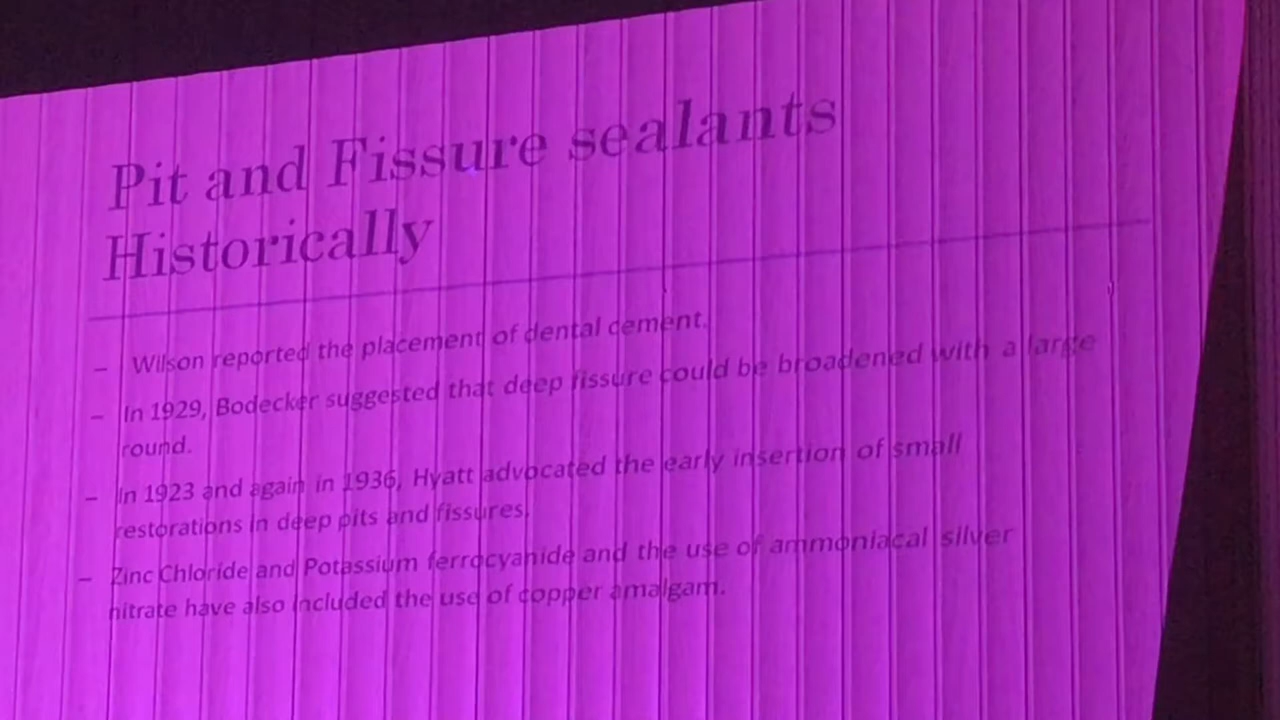 Pit and Fissure sealants
Historically
– Wilson reported the placement of dental cement.
– In 1929, Bodecker suggested that deep fissure could be broadened with a large
round.
– In 1923 and again in 1936, Hyatt advocated the early insertion of small
restorations in deep pits and fissures.
– Zinc Chloride and Potassium ferrocyanide and the use of ammoniacal silver
nitrate have also included the use of copper amalgam.